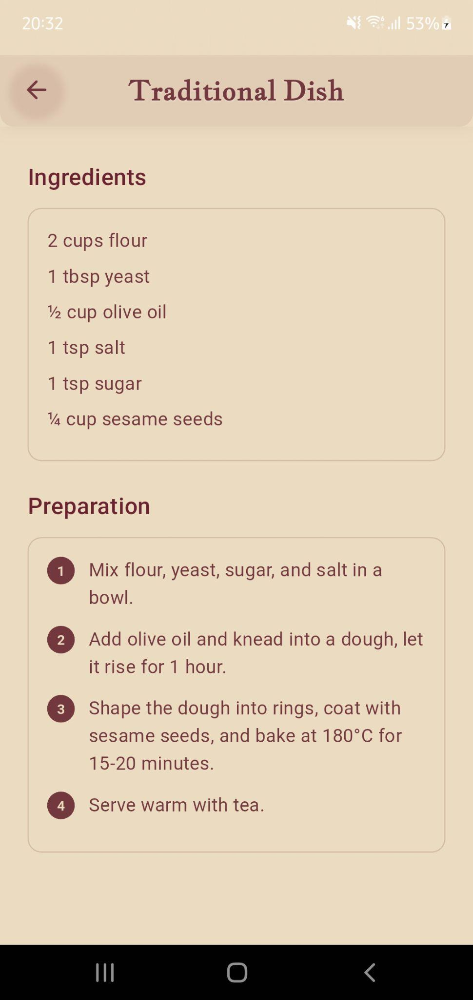 20:32
53%
Traditional Dish
Ingredients
2 cups flour
1 tbsp yeast
½ cup olive oil
1 tsp salt
1 tsp sugar
¼ cup sesame seeds
Preparation
1 Mix flour, yeast, sugar, and salt in a
bowl.
2 Add olive oil and knead into a dough, let
it rise for 1 hour.
3 Shape the dough into rings, coat with
sesame seeds, and bake at 180°C for
15-20 minutes.
4 Serve warm with tea.